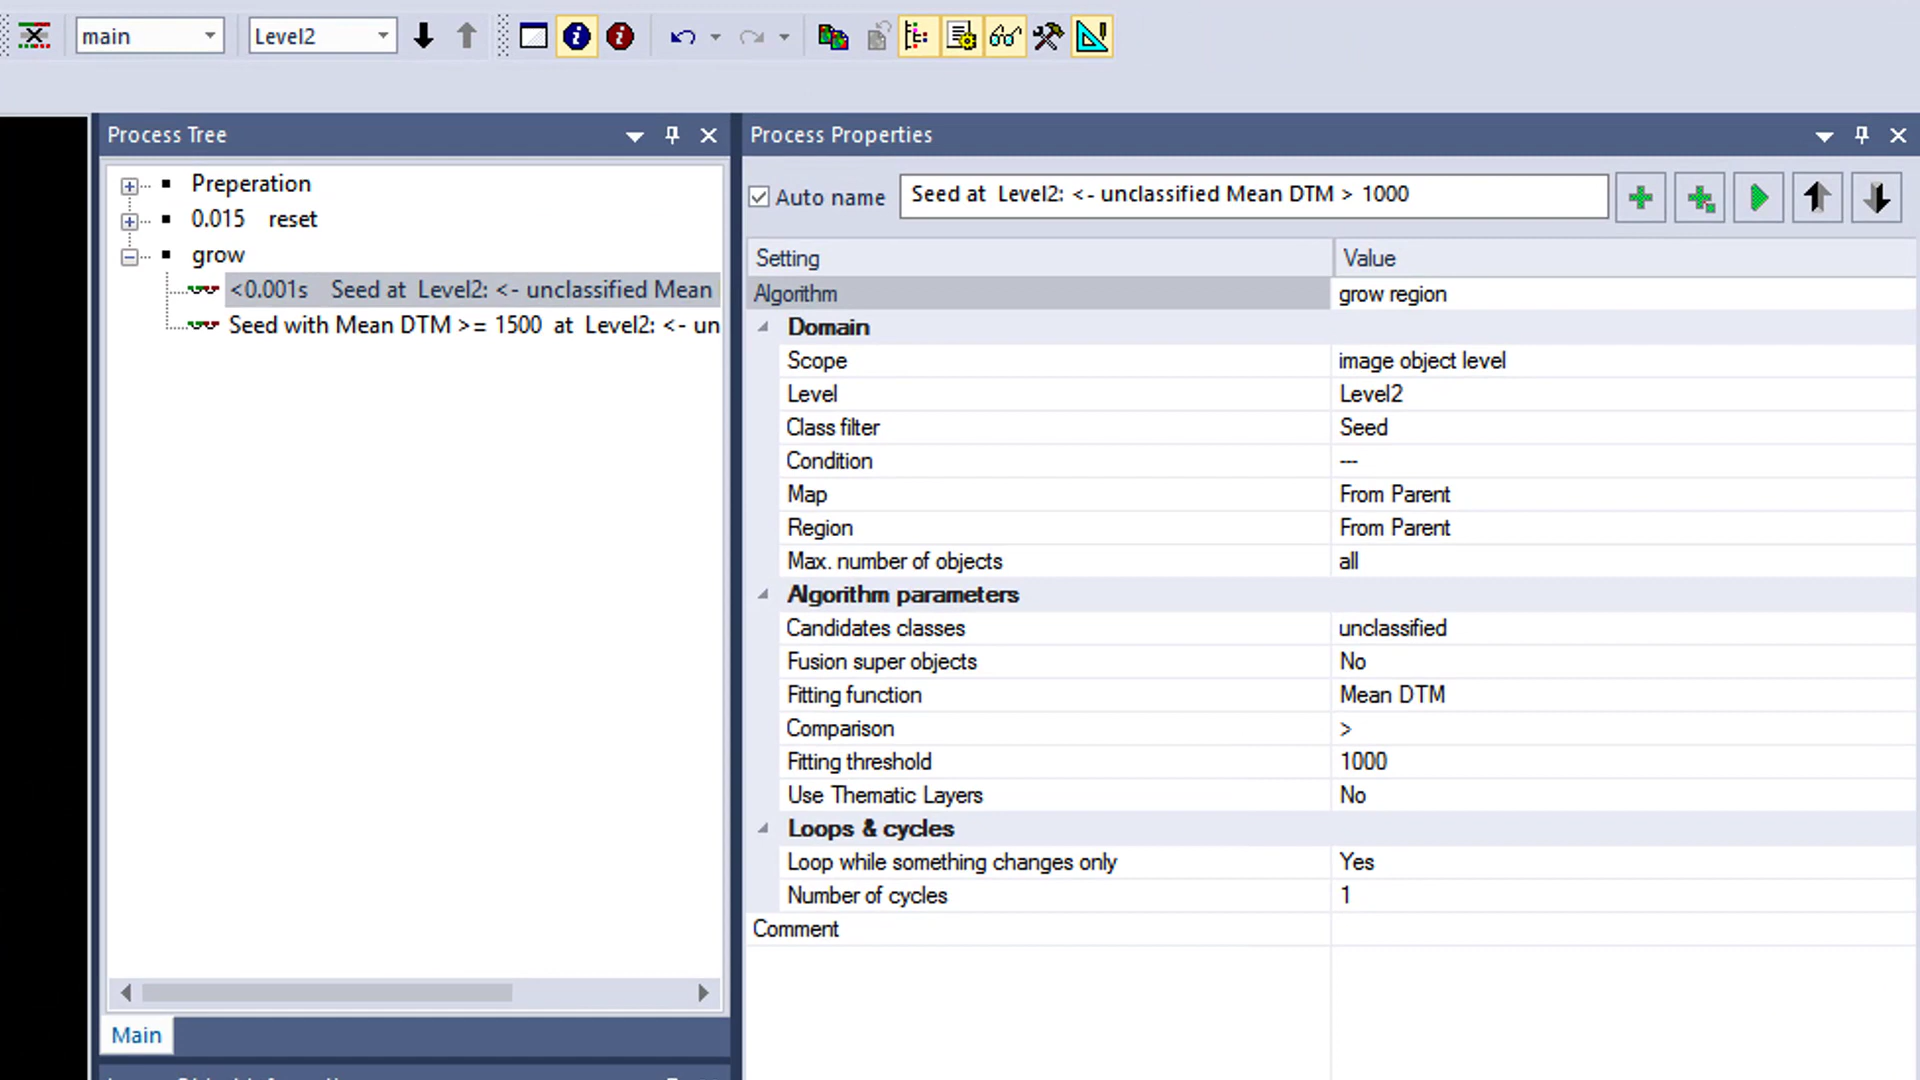 main
Level2
Process Tree
Process Properties
Preperation
0.015 reset
grow
<0.001s Seed at Level2: <- unclassified Mean
Seed with Mean DTM >= 1500 at Level2: <- un
Main
Auto name
Seed at Level2: <- unclassified Mean DTM > 1000
Setting Value
Algorithm grow region
Domain
Scope image object level
Level Level2
Class filter Seed
Condition ---
Map From Parent
Region From Parent
Max. number of objects all
Algorithm parameters
Candidates classes unclassified
Fusion super objects No
Fitting function Mean DTM
Comparison >
Fitting threshold 1000
Use Thematic Layers No
Loops & cycles
Loop while something changes only Yes
Number of cycles 1
Comment